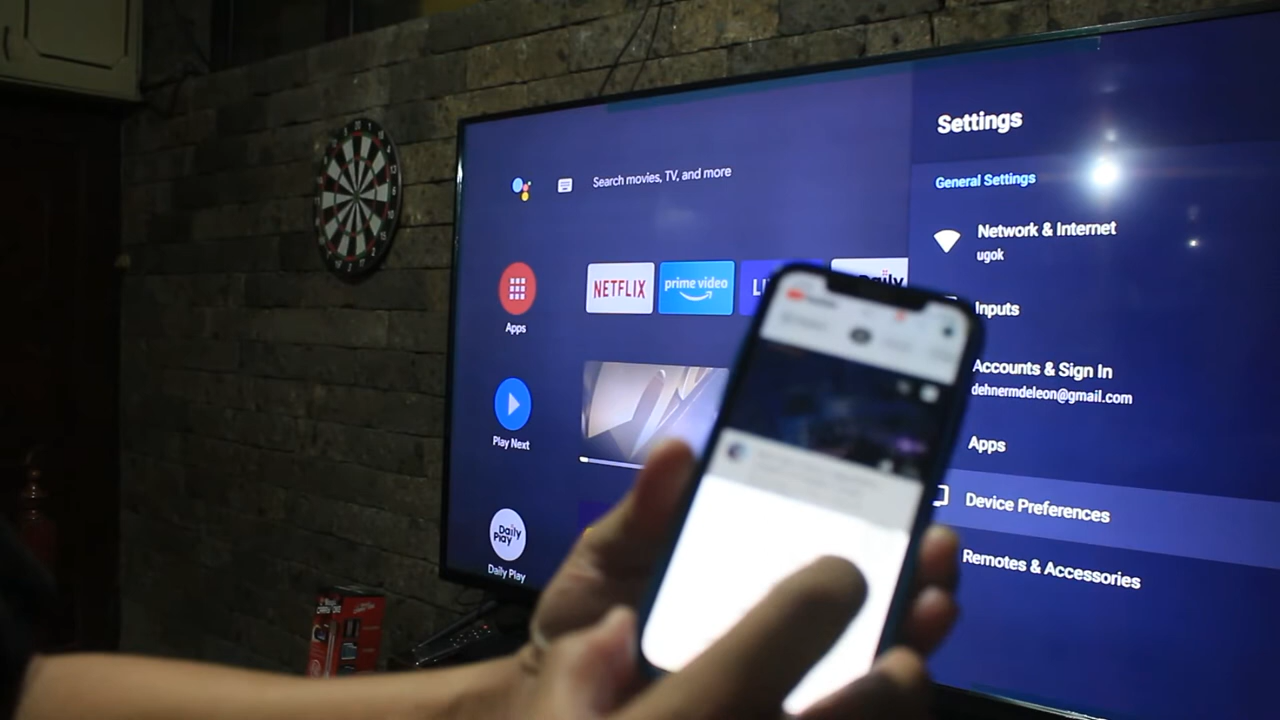 Settings
Search movies, TV, and more
General Settings
Network & Internet
ugok
NETFLIX
prime video
Daily
Inputs
Apps
Accounts & Sign In
dehnermdeleon@gmail.com
Play Next
Apps
Device Preferences
Daily
Play
Daily Play
Remotes & Accessories